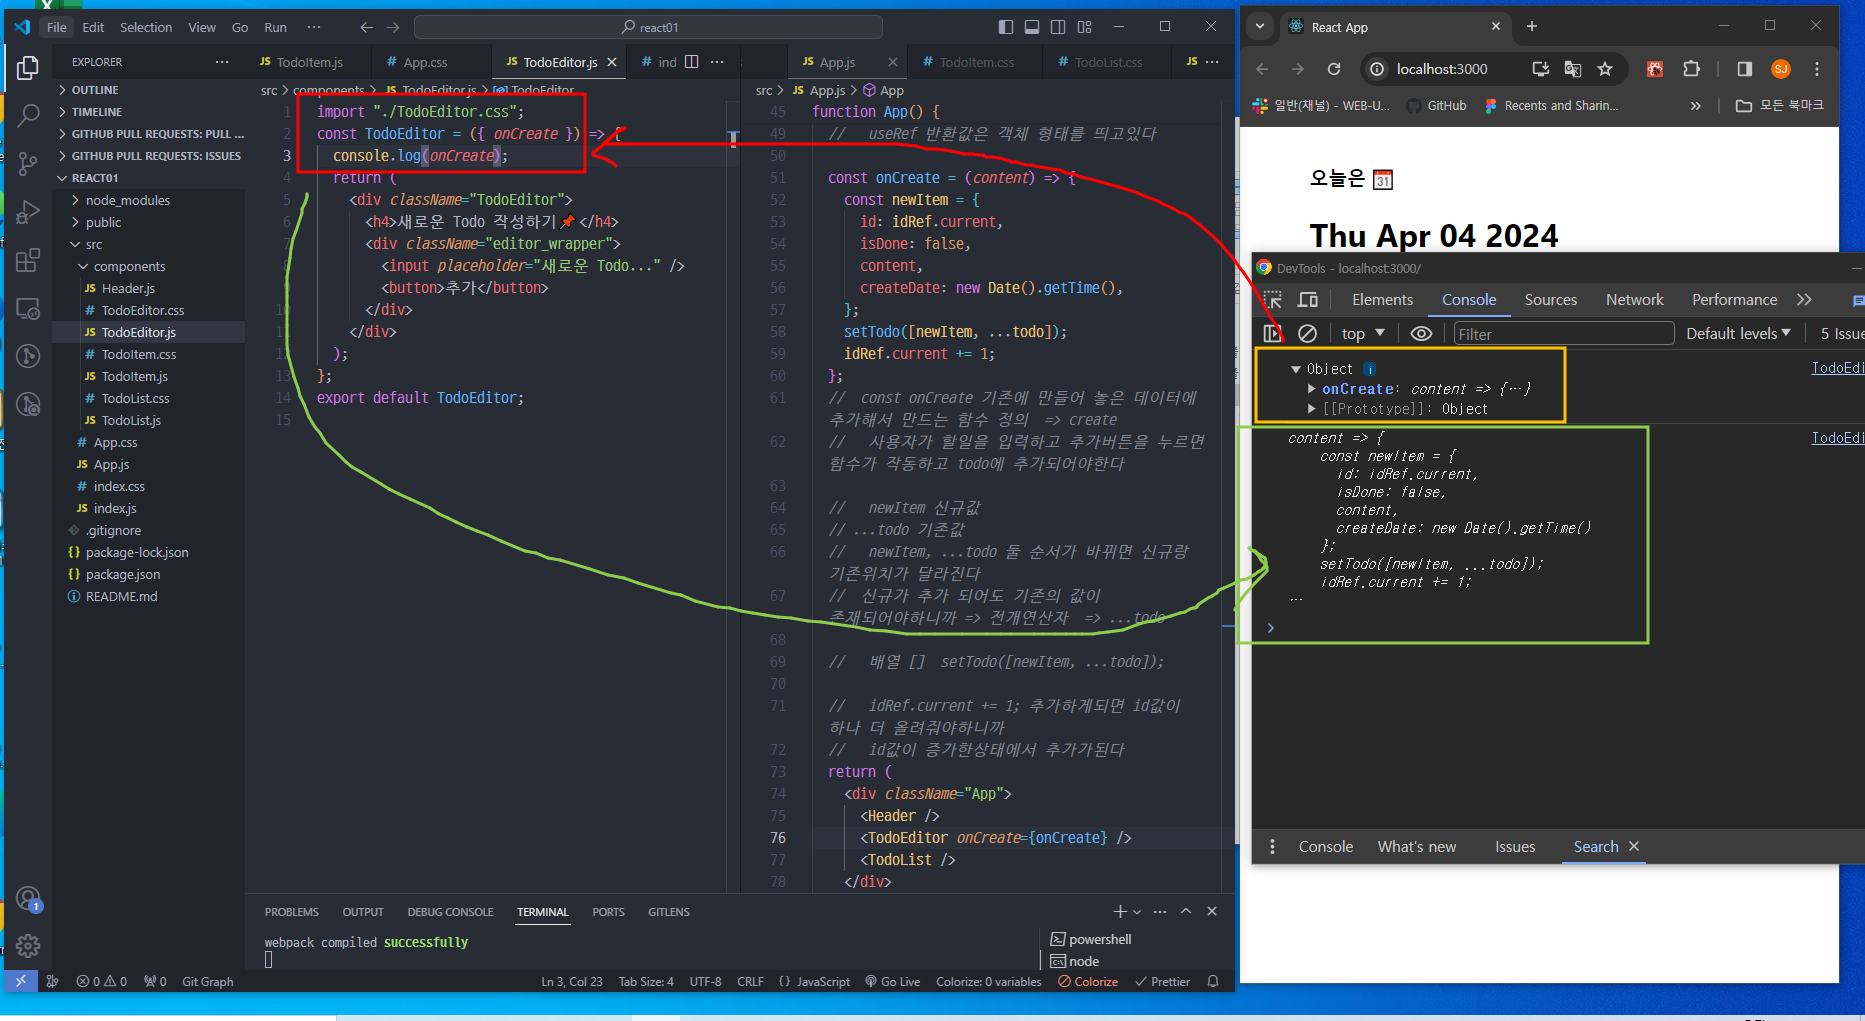 File Edit Selection View Go Run ··· react01
EXPLORER ···
OUTLINE
TIMELINE
GITHUB PULL REQUESTS: PULL ...
GITHUB PULL REQUESTS: ISSUES
REACT01
node_modules
public
src
components
JS Header.js
# TodoEditor.css
JS TodoEditor.js
# TodoItem.css
JS TodoItem.js
# TodoList.css
JS TodoList.js
# App.css
JS App.js
# index.css
JS index.js
.gitignore
{} package-lock.json
{} package.json
README.md
JS TodoItem.js # App.css JS TodoEditor.js # ind ···
src > components > JS TodoEditor.js > TodoEditor
1 import "./TodoEditor.css";
2 const TodoEditor = ({ onCreate }) => {
3 console.log(onCreate);
4 return (
5 <div className="TodoEditor">
6 <h4>새로운 Todo 작성하기📌</h4>
7 <div className="editor_wrapper">
<input placeholder="새로운 Todo..." />
<button>추가</button>
10 </div>
11 </div>
12 );
13 };
14 export default TodoEditor;
15
JS App.js # TodoItem.css # TodoList.css JS ···
src > JS App.js > App
45 function App() {
49 // useRef 반환값은 객체 형태를 띄고있다
50
51 const onCreate = (content) => {
52 const newItem = {
53 id: idRef.current,
54 isDone: false,
55 content,
56 createDate: new Date().getTime(),
57 };
58 setTodo([newItem, ...todo]);
59 idRef.current += 1;
60 };
61 // const onCreate 기존에 만들어 놓은 데이터에
추가해서 만드는 함수 정의 => create
62 // 사용자가 할일을 입력하고 추가버튼을 누르면
함수가 작동하고 todo에 추가되어야한다
63
64 // newItem 신규값
65 // ...todo 기존값
66 // newItem, ...todo 둘 순서가 바뀌면 신규랑
기존위치가 달라진다
67 // 신규가 추가 되어도 기존의 값이
존재되어야하니까 => 전개연산자 => ...todo
68
69 // 배열 [] setTodo([newItem, ...todo]);
70
71 // idRef.current += 1; 추가하게되면 id값이
하나 더 올려줘야하니까
72 // id값이 증가한상태에서 추가가된다
73 return (
74 <div className="App">
75 <Header />
76 <TodoEditor onCreate={onCreate} />
77 <TodoList />
78 </div>
PROBLEMS OUTPUT DEBUG CONSOLE TERMINAL PORTS GITLENS
webpack compiled successfully
powershell
node
1
0 0 0 Git Graph Ln 3, Col 23 Tab Size: 4 UTF-8 CRLF {} JavaScript Go Live Colorize: 0 variables Colorize Prettier
React App
localhost:3000 SJ
일반(채널) - WEB-U... GitHub Recents and Sharin... » 모든 북마크
오늘은 📅
Thu Apr 04 2024
DevTools - localhost:3000/
Elements Console Sources Network Performance
top Filter Default levels 5 Issue
Object i TodoEdi
onCreate: content => {…}
[[Prototype]]: Object
content => { TodoEdi
const newItem = {
id: idRef.current,
isDone: false,
content,
createDate: new Date().getTime()
};
setTodo([newItem, ...todo]);
idRef.current += 1;
…
Console What's new Issues Search